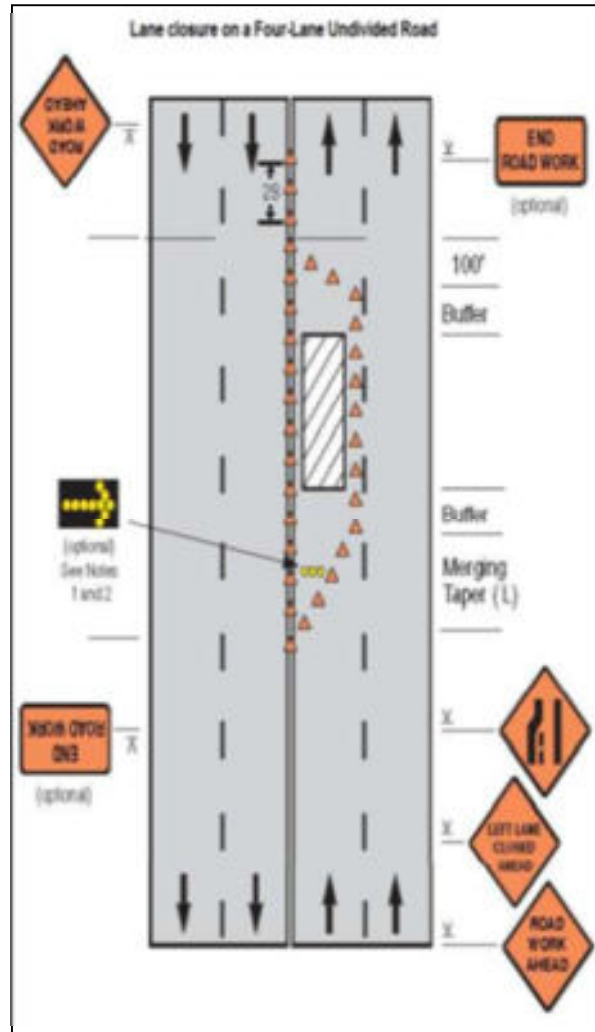 Lane closure on a Four-Lane Undivided Road
ROAD
WORK
AHEAD
END
ROAD WORK
(optional)
100'
Buffer
Buffer
(optional)
See Notes
1 and 2
Merging
Taper (L)
END
ROAD WORK
(optional)
LEFT LANE
CLOSED
AHEAD
ROAD
WORK
AHEAD